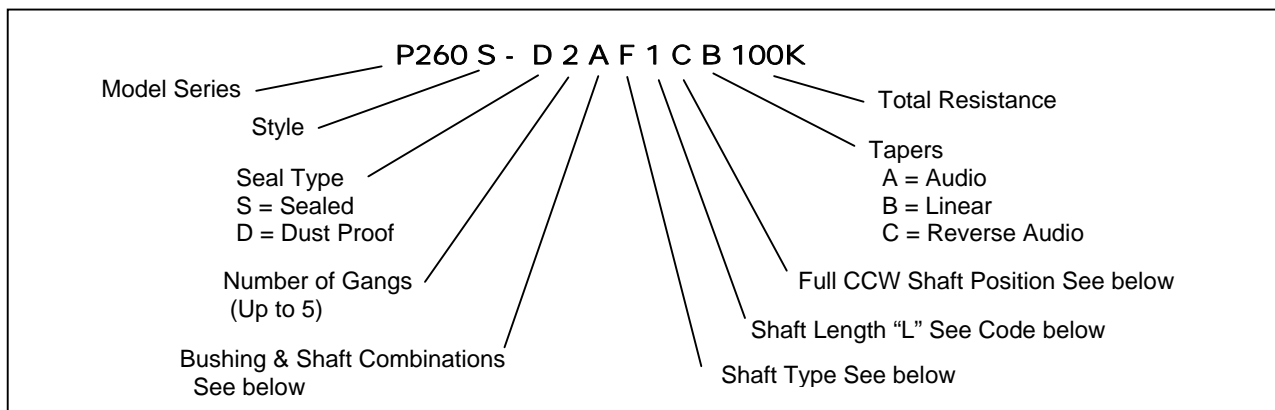 P260 S - D 2 A F 1 C B 100K
Model Series
Total Resistance
Style
Tapers
A = Audio
B = Linear
C = Reverse Audio
Seal Type
S = Sealed
D = Dust Proof
Number of Gangs
(Up to 5)
Full CCW Shaft Position See below
Shaft Length “L” See Code below
Bushing & Shaft Combinations
See below
Shaft Type See below